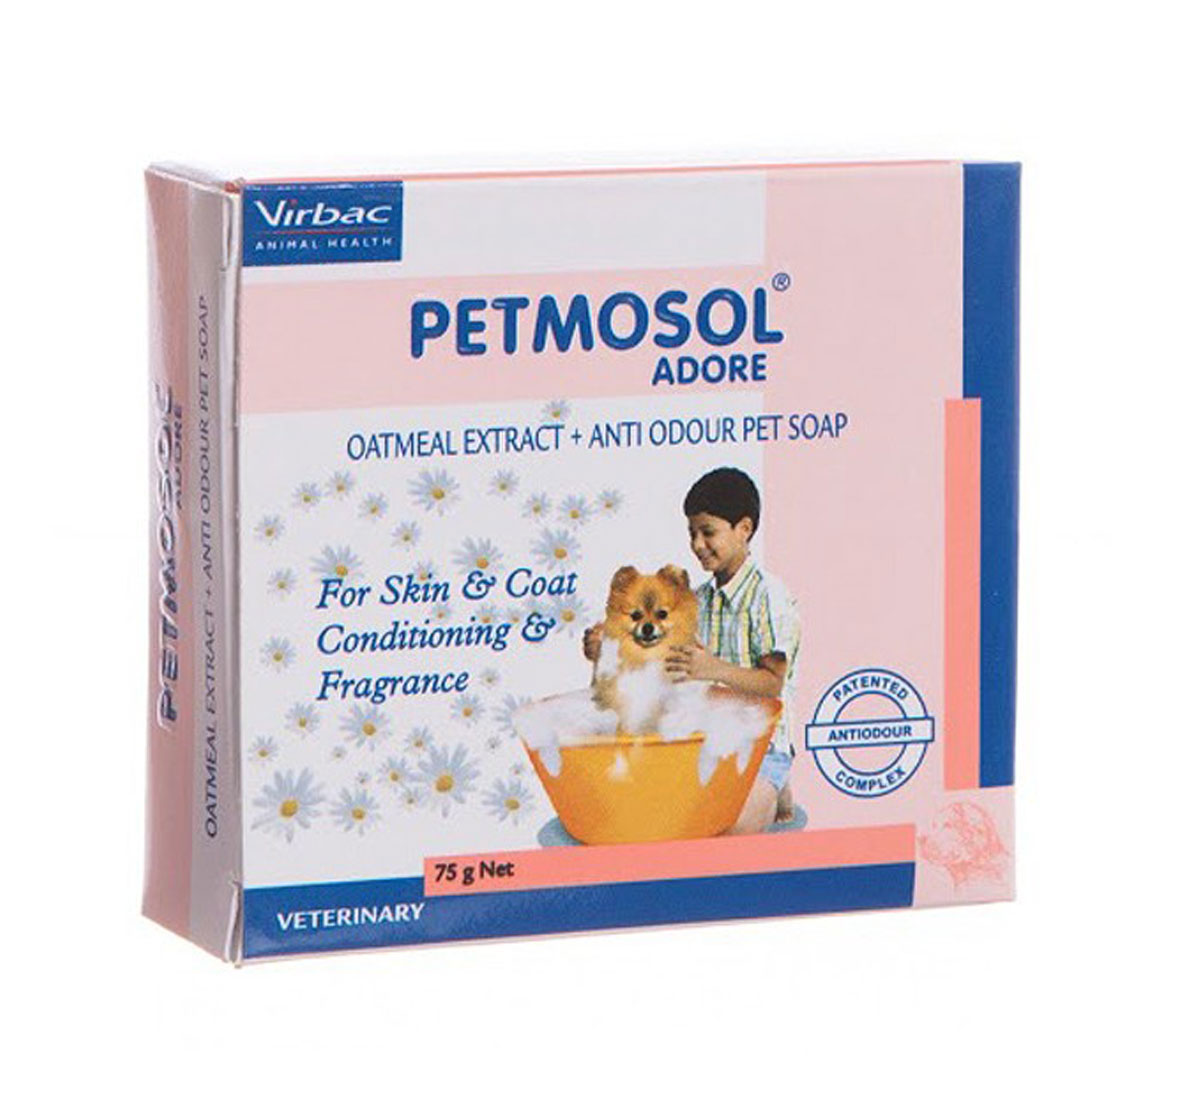 Virbac
ANIMAL HEALTH
PETMOSOL®
ADORE
OATMEAL EXTRACT + ANTI ODOUR PET SOAP
For Skin & Coat
Conditioning &
Fragrance
PATENTED
ANTIODOUR
COMPLEX
75 g Net
VETERINARY
PETMOSOL
ADORE
OATMEAL EXTRACT + ANTI ODOUR PET SOAP